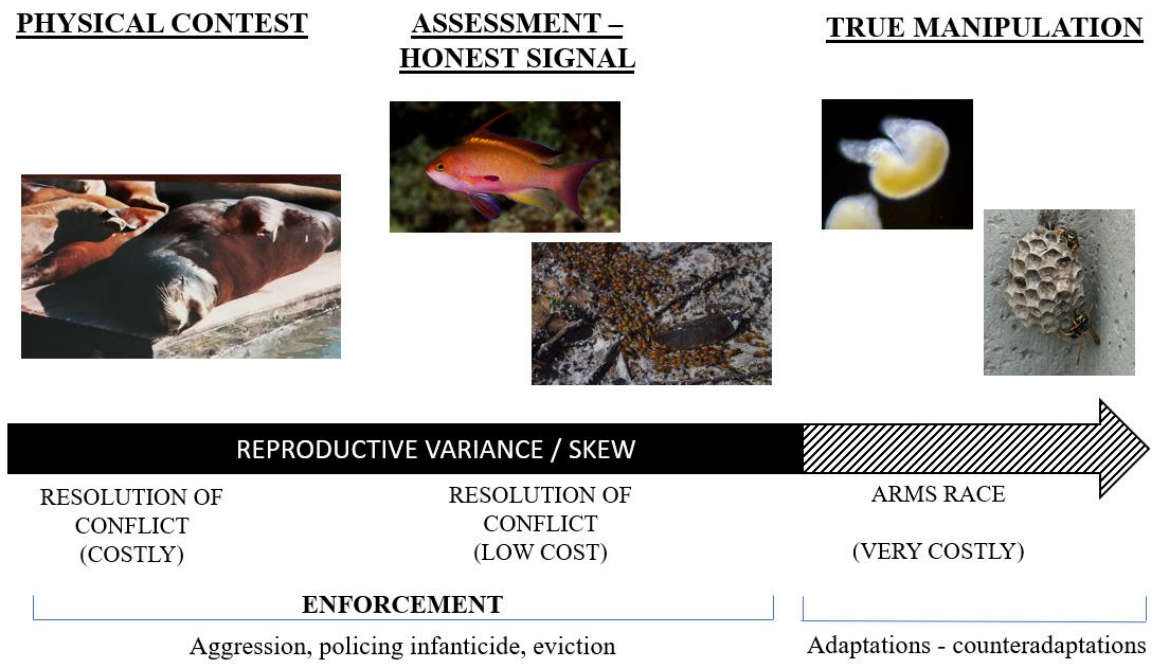 PHYSICAL CONTEST
ASSESSMENT –
HONEST SIGNAL
TRUE MANIPULATION
REPRODUCTIVE VARIANCE / SKEW
RESOLUTION OF
CONFLICT
(COSTLY)
RESOLUTION OF
CONFLICT
(LOW COST)
ARMS RACE
(VERY COSTLY)
ENFORCEMENT
Aggression, policing infanticide, eviction
Adaptations - counteradaptations